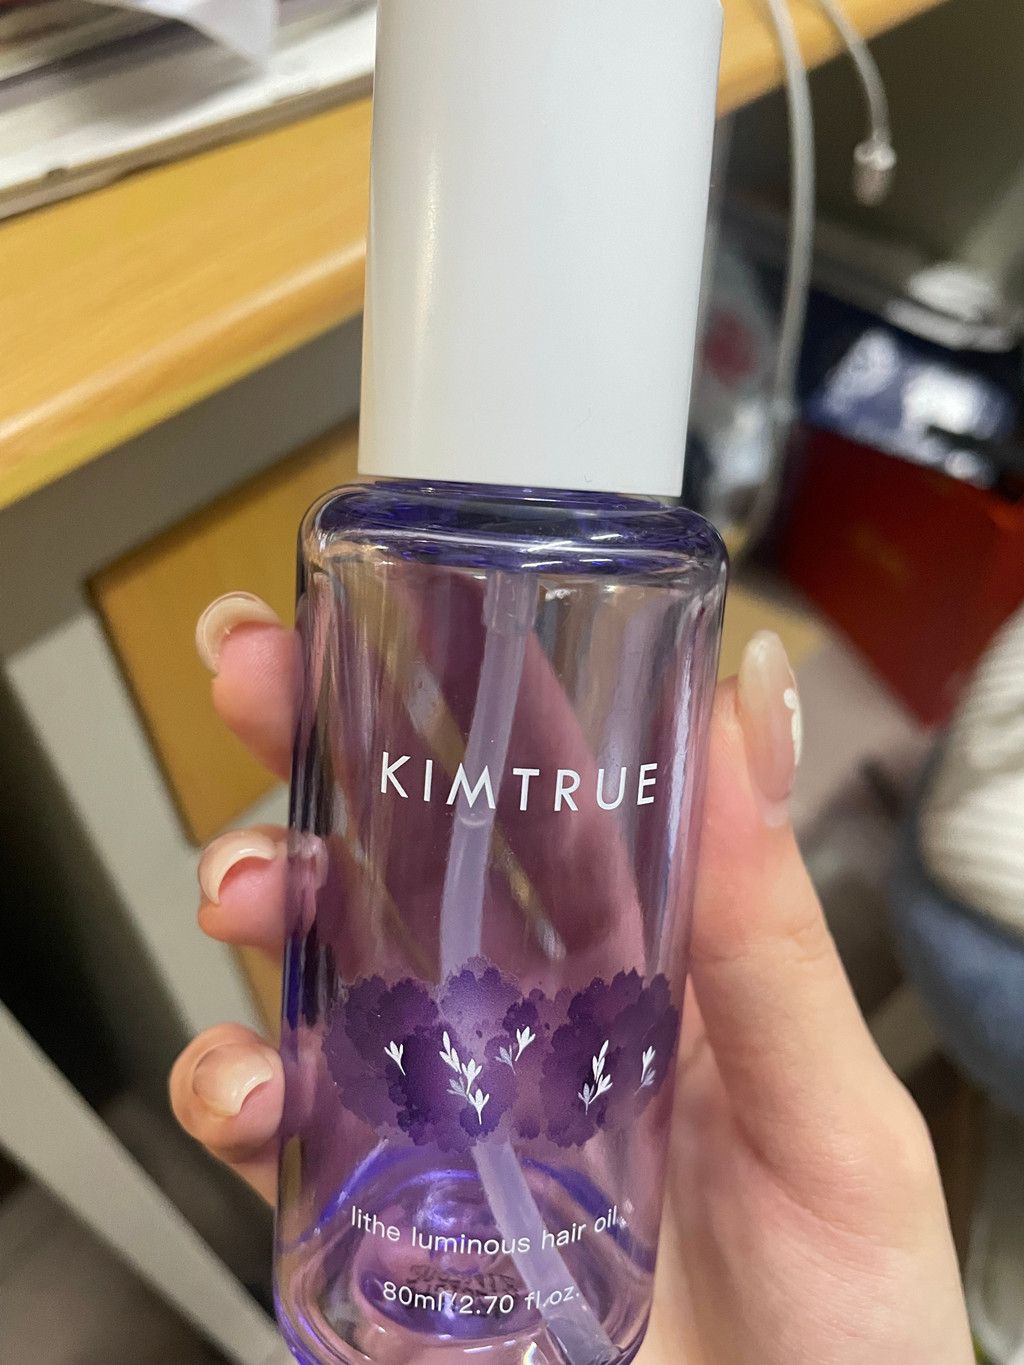 KIMTRUE
lithe luminous hair oil
80ml/2.70 fl.oz.